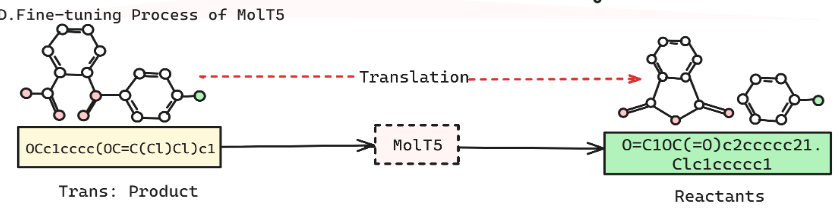 D.Fine-tuning Process of MolT5
Translation
OCc1cccc(OC=C(Cl)Cl)c1
MolT5
O=C1OC(=O)c2ccccc21.
Clc1ccccc1
Trans: Product
Reactants